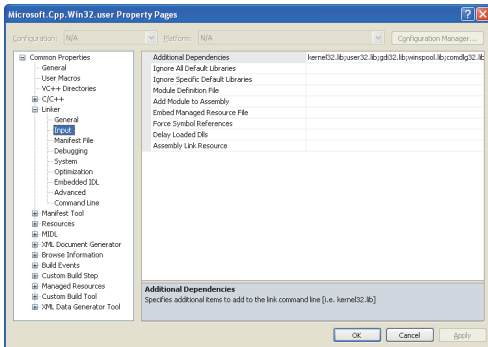 Microsoft.Cpp.Win32.user Property Pages
Configuration: N/A Platform: N/A Configuration Manager...
Common Properties
General
User Macros
VC++ Directories
C/C++
Linker
General
Input
Manifest File
Debugging
System
Optimization
Embedded IDL
Advanced
Command Line
Manifest Tool
Resources
MIDL
XML Document Generator
Browse Information
Build Events
Custom Build Step
Managed Resources
Custom Build Tool
XML Data Generator Tool
Additional Dependencies kernel32.lib;user32.lib;gdi32.lib;winspool.lib;comdlg32.lib
Ignore All Default Libraries
Ignore Specific Default Libraries
Module Definition File
Add Module to Assembly
Embed Managed Resource File
Force Symbol References
Delay Loaded Dlls
Assembly Link Resource
Additional Dependencies
Specifies additional items to add to the link command line [i.e. kernel32.lib]
OK Cancel Apply